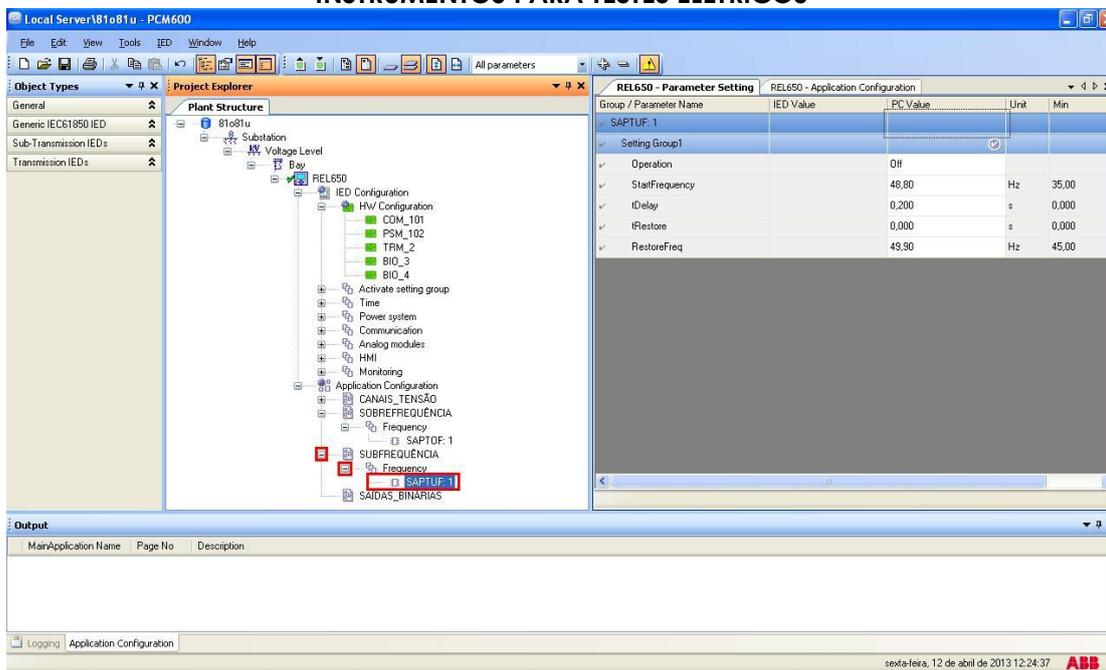 INSTRUMENTOS PARA TESTES ELÉTRICOS
Local Server\81o81u - PCM600
File Edit View Tools IED Window Help
All parameters
Object Types
General
Generic IEC61850 IED
Sub-Transmission IEDs
Transmission IEDs
Project Explorer
Plant Structure
81o81u
Substation
Voltage Level
Bay
REL650
IED Configuration
HW Configuration
COM_101
PSM_102
TRM_2
BIO_3
BIO_4
Activate setting group
Time
Power system
Communication
Analog modules
HMI
Monitoring
Application Configuration
CANAIS_TENSÃO
SOBREFREQUÊNCIA
Frequency
SAPTOF: 1
SUBFREQUÊNCIA
Frequency
SAPTUF: 1
SAÍDAS_BINÁRIAS
REL650 - Parameter Setting REL650 - Application Configuration
Group / Parameter Name IED Value PC Value Unit Min
SAPTUF: 1
Setting Group1
Operation Off
StartFrequency 48,80 Hz 35,00
tDelay 0,200 s 0,000
tRestore 0,000 s 0,000
RestoreFreq 49,90 Hz 45,00
Output
MainApplication Name Page No Description
Logging Application Configuration
sexta-feira, 12 de abril de 2013 12:24:37 ABB